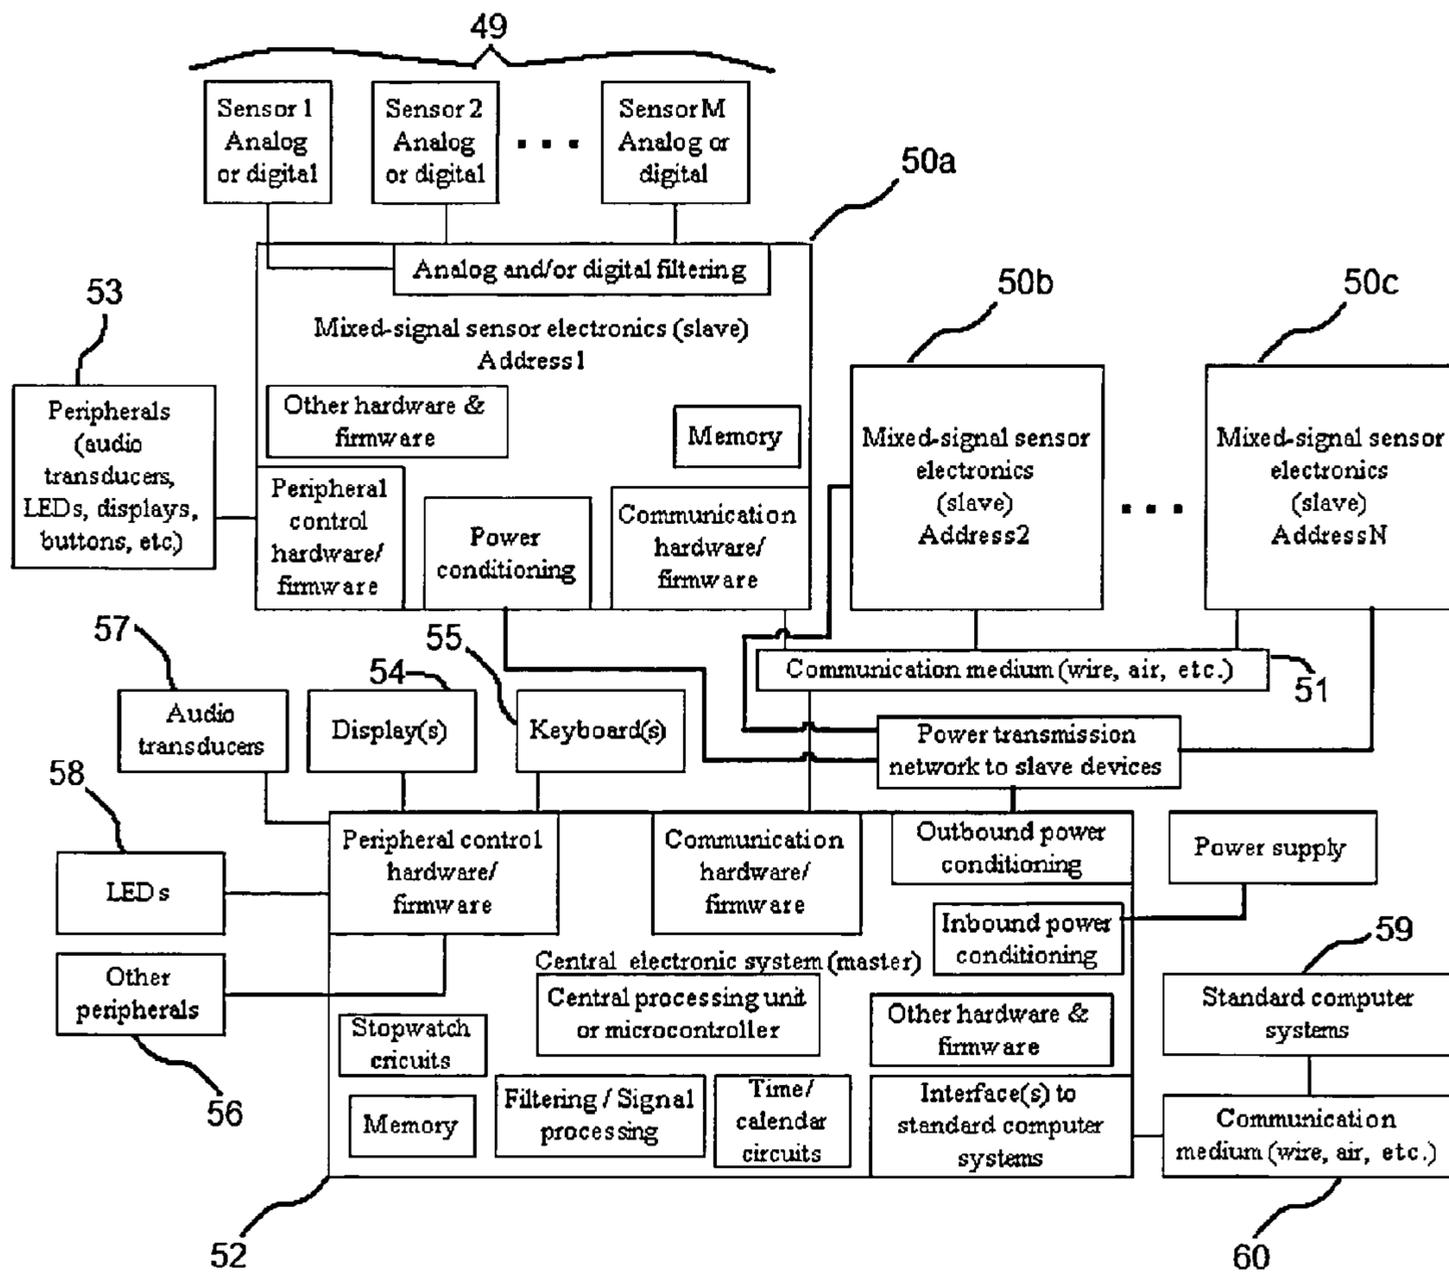 49
Sensor 1
Analog
or digital
Sensor 2
Analog
or digital
Sensor M
Analog or
digital
50a
Analog and/or digital filtering
Mixed-signal sensor electronics (slave)
Address1
Other hardware &
firmware
Memory
Peripheral
control
hardware/
firmware
Power
conditioning
Communication
hardware/
firmware
53
Peripherals
(audio
transducers,
LEDs, displays,
buttons, etc)
50b
Mixed-signal sensor
electronics
(slave)
Address2
50c
Mixed-signal sensor
electronics
(slave)
AddressN
Communication medium (wire, air, etc.)
51
57
Audio
transducers
54
Display(s)
55
Keyboard(s)
Power transmission
network to slave devices
58
LEDs
Other
peripherals
56
Peripheral control
hardware/
firmware
Communication
hardware/
firmware
Outbound power
conditioning
Power supply
Inbound power
conditioning
Central electronic system (master)
Central processing unit
or microcontroller
Other hardware &
firmware
Stopwatch
cricuits
Memory
Filtering / Signal
processing
Time/
calendar
circuits
Interface(s) to
standard computer
systems
59
Standard computer
systems
Communication
medium (wire, air, etc.)
52
60